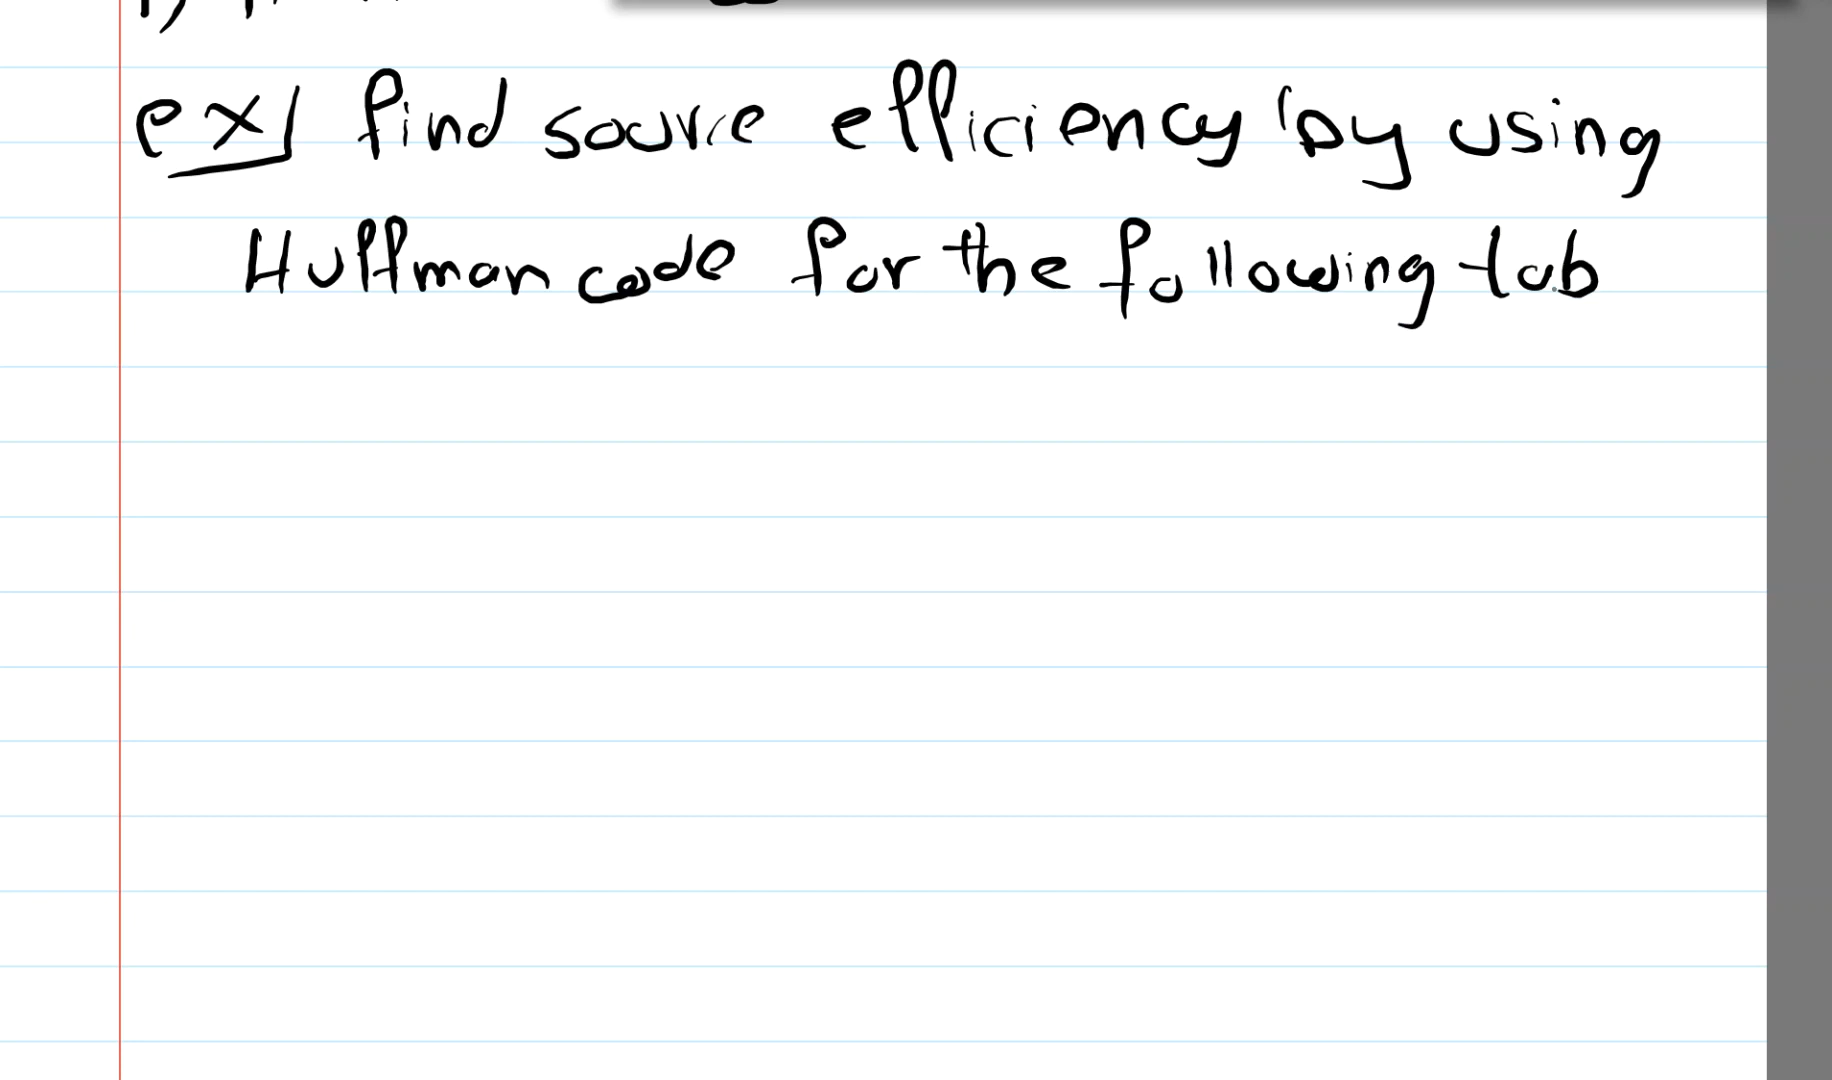 ex/ find source efficiency by using
Huffman code for the following tab